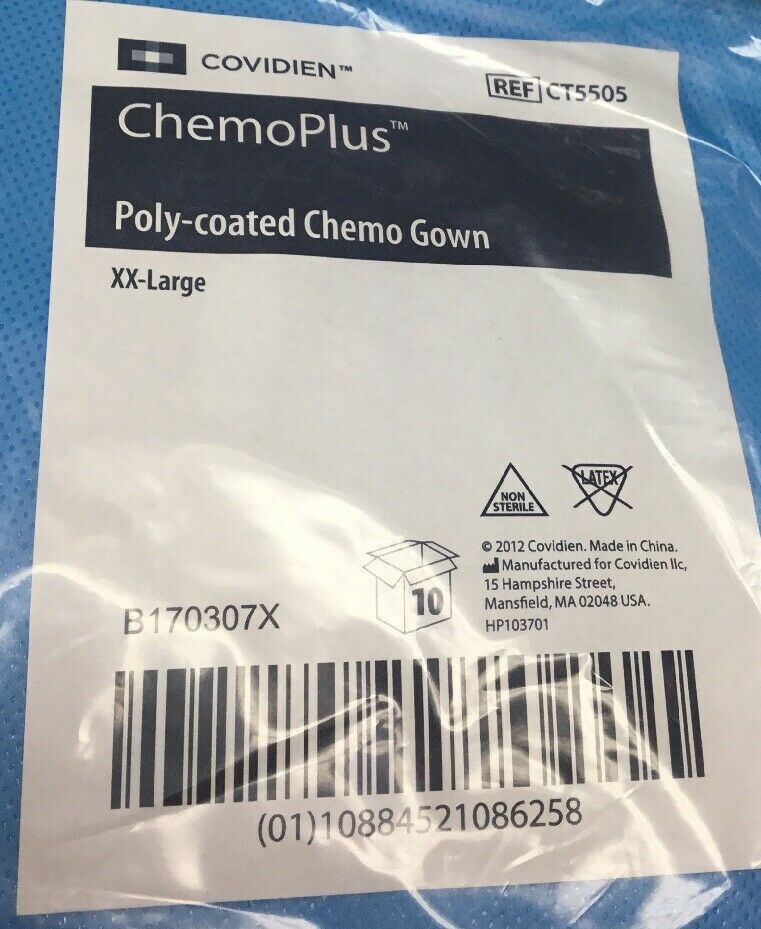 COVIDIEN™
REF CT5505
ChemoPlus™
Poly-coated Chemo Gown
XX-Large
NON
STERILE
LATEX
© 2012 Covidien. Made in China.
Manufactured for Covidien llc,
15 Hampshire Street,
Mansfield, MA 02048 USA.
HP103701
10
B170307X
(01)10884521086258